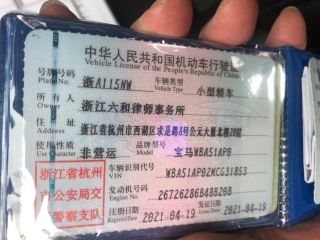 中华人民共和国机动车行驶证
Vehicle License of the People's Republic of China
号牌号码 浙A115NW 车辆类型 小型轿车
Plate No. Vehicle Type
所有人 浙江六和律师事务所
Owner
住址 浙江省杭州市西湖区求是路8号公元大厦北楼20楼
Address
使用性质 非营运 品牌型号 宝马WBA51AP0
Use Character Model
浙江省杭州市公安局交警察支队
车辆识别代号
VIN WBA51AP02MCG31853
发动机号码 26726286B48B20B
Engine No.
注册日期 2021-04-19 发证日期 2021-04-19
Register Date Issue Date